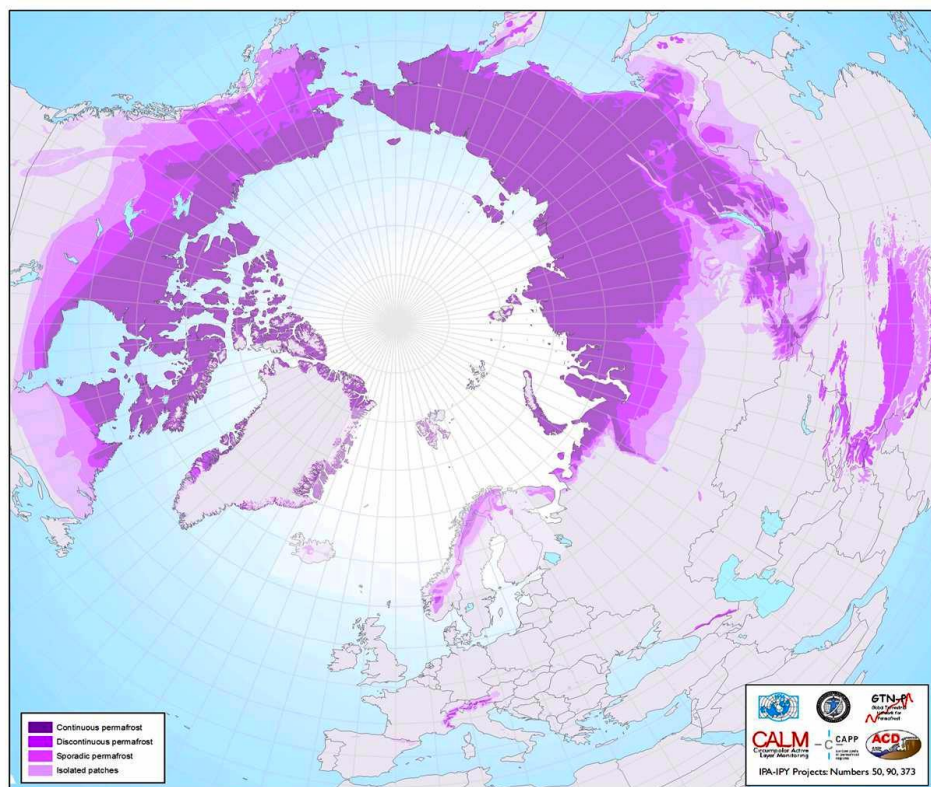 Continuous permafrost
Discontinuous permafrost
Sporadic permafrost
Isolated patches
GTN-P
CALM
Circumpolar Active
Layer Monitoring
C
CAPP
ACD
IPA-IPY Projects: Numbers 50, 90, 373